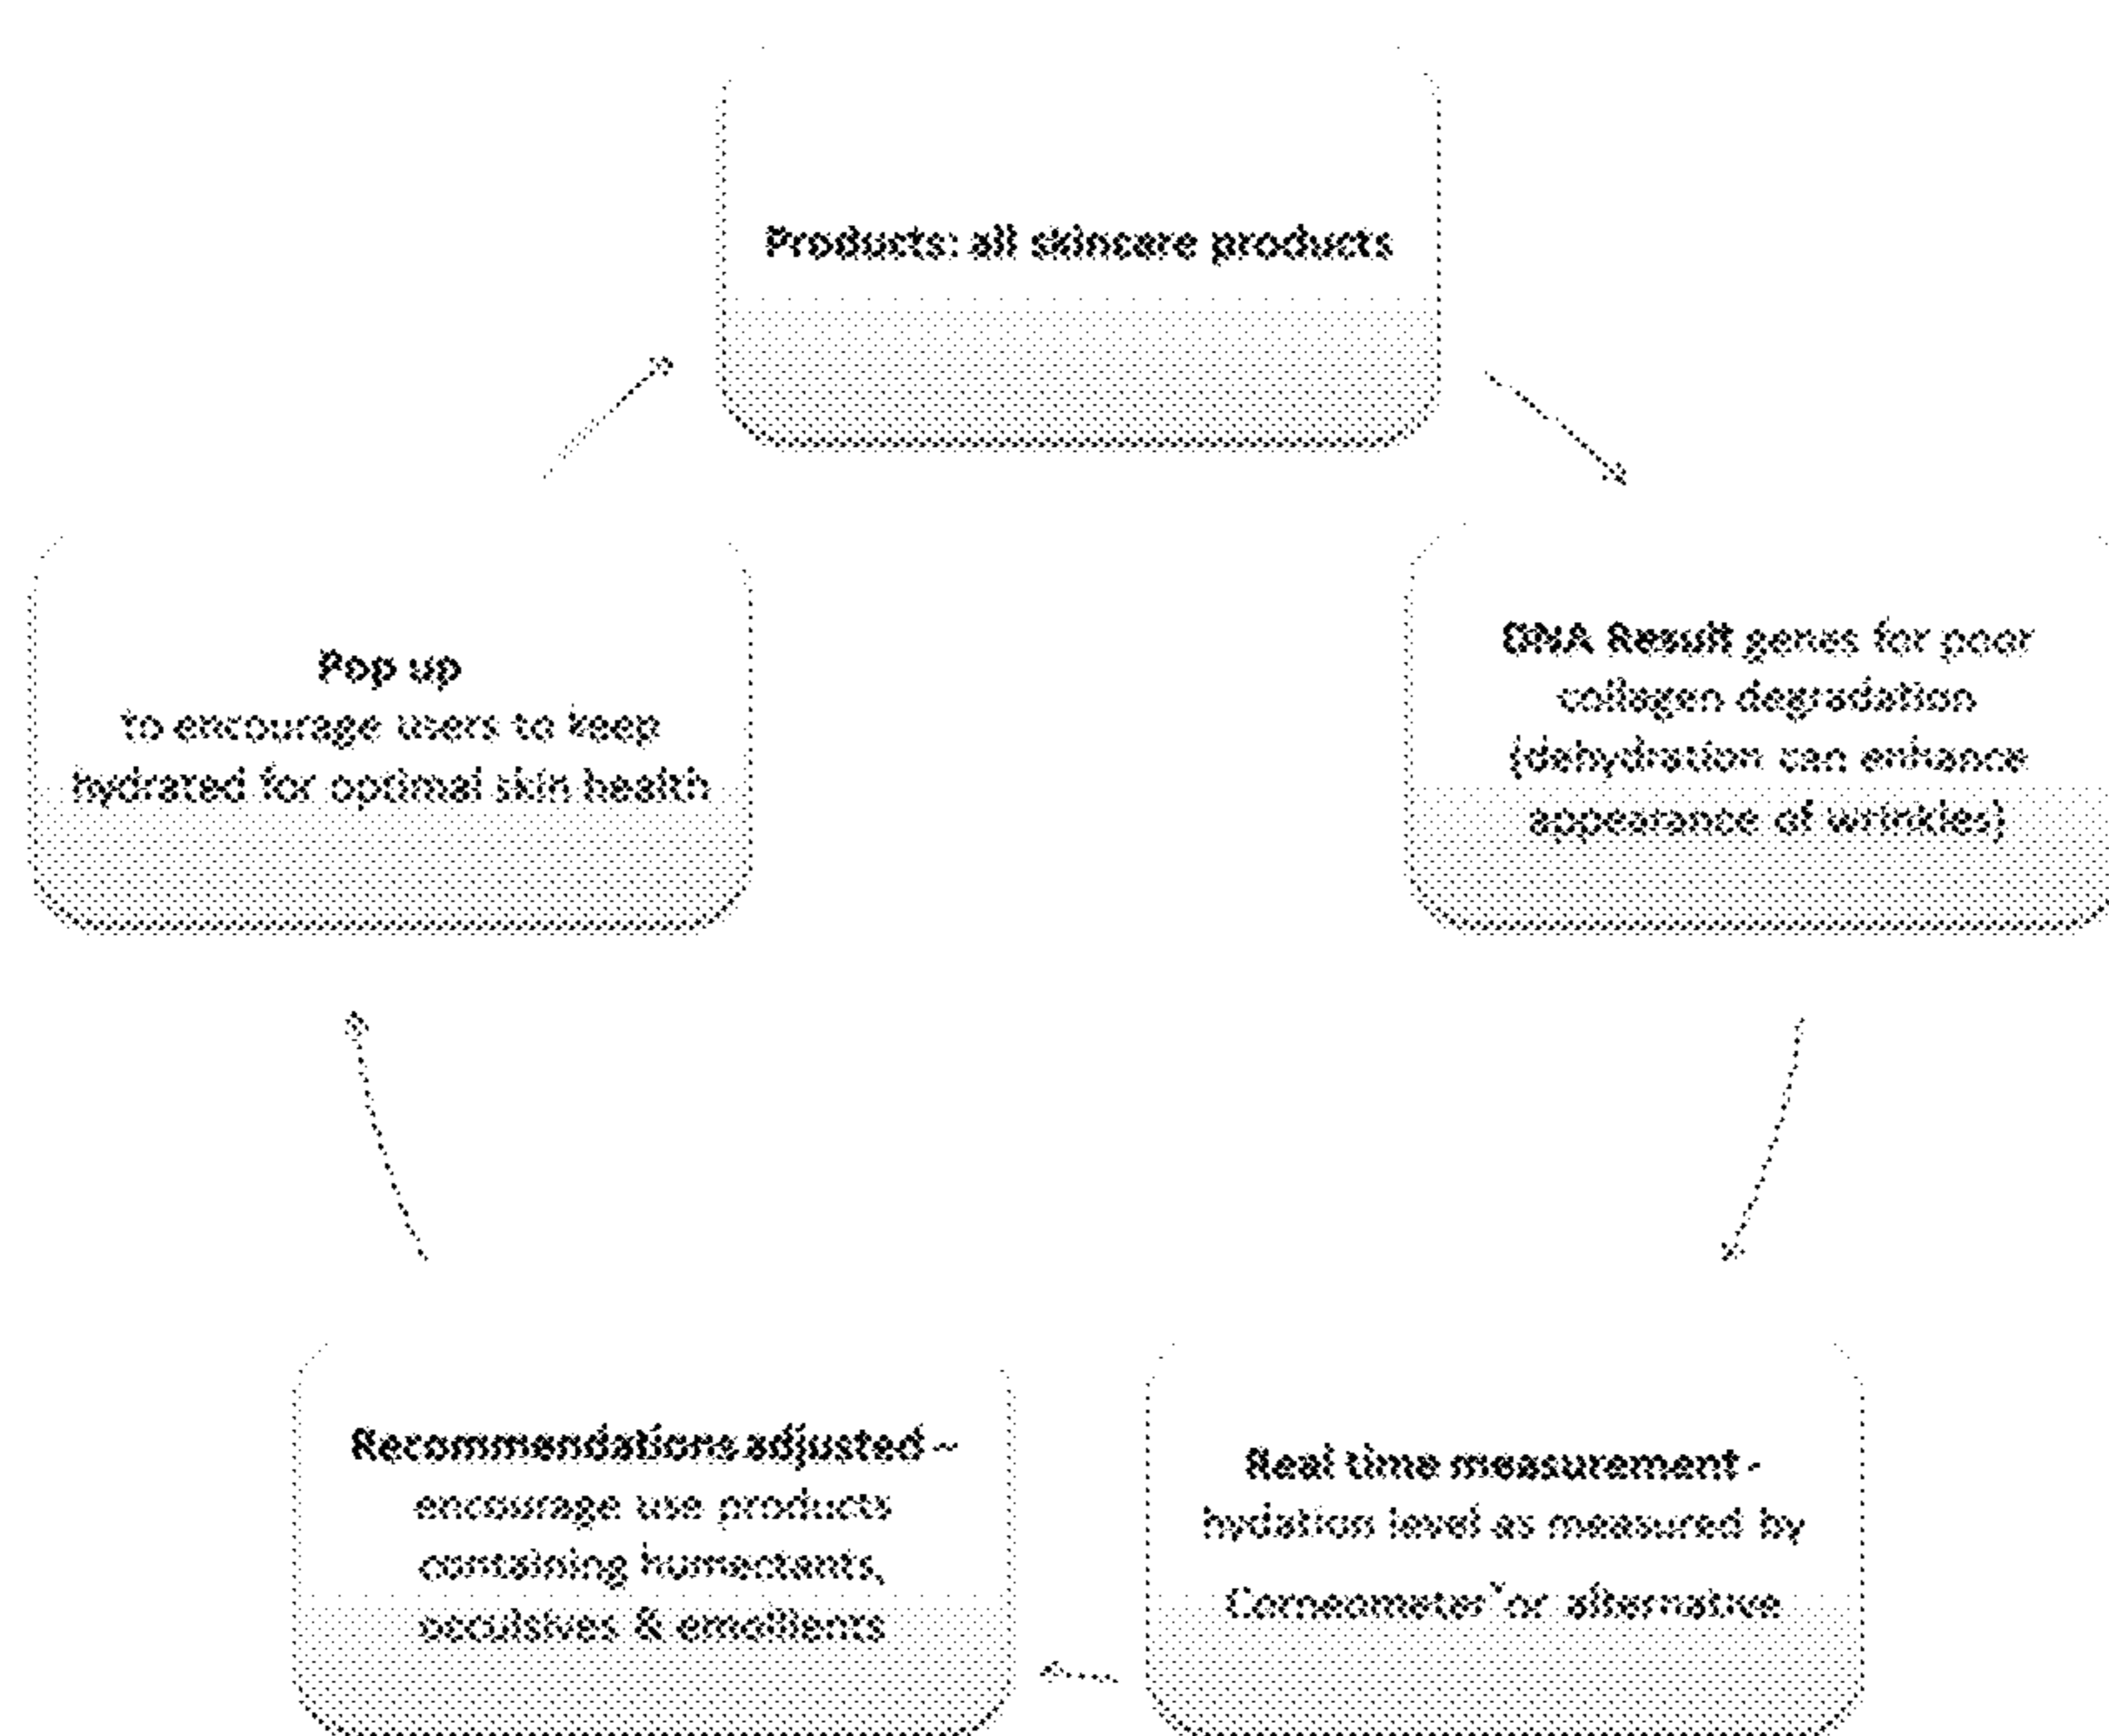 Products: all skincare products
DNA Result genes for poor
collagen degradation
(dehydration can enhance
appearance of wrinkles)
Real time measurement -
hydation level as measured by
Corneometer or alternative
Recommendations adjusted –
encourage use products
containing humectants,
occulsives & emollients
Pop up
to encourage users to keep
hydrated for optimal skin health